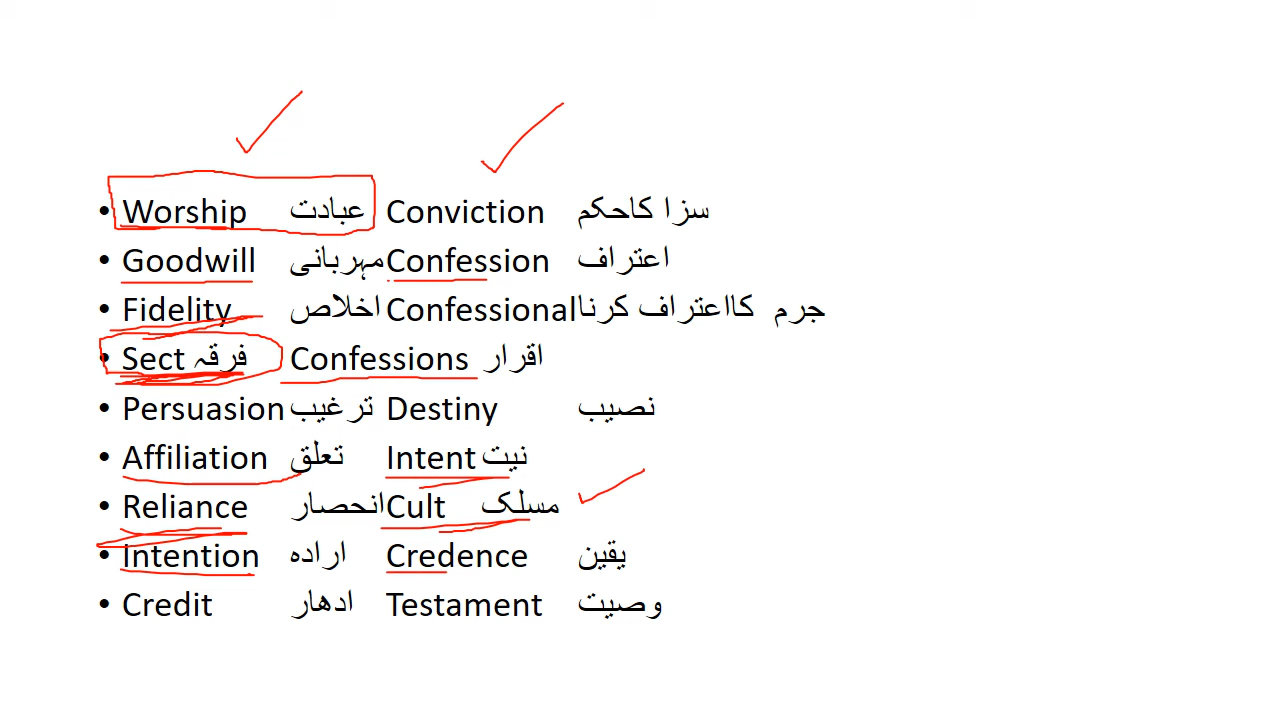 • Worship عبادت Conviction سزا کاحکم
• Goodwill مہربانی Confession اعتراف
• Fidelity اخلاص Confessional جرم کااعتراف کرنا
• Sect فرقہ Confessions اقرار
• Persuasion ترغیب Destiny نصیب
• Affiliation تعلق Intent نیت
• Reliance انحصار Cult مسلک
• Intention ارادہ Credence یقین
• Credit ادھار Testament وصیت